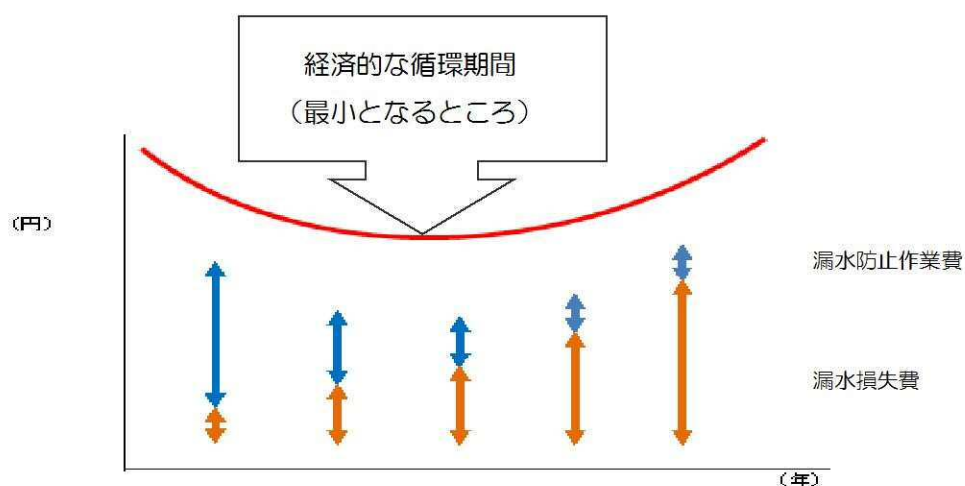 経済的な循環期間
（最小となるところ）
（円）
漏水防止作業費
漏水損失費
（年）